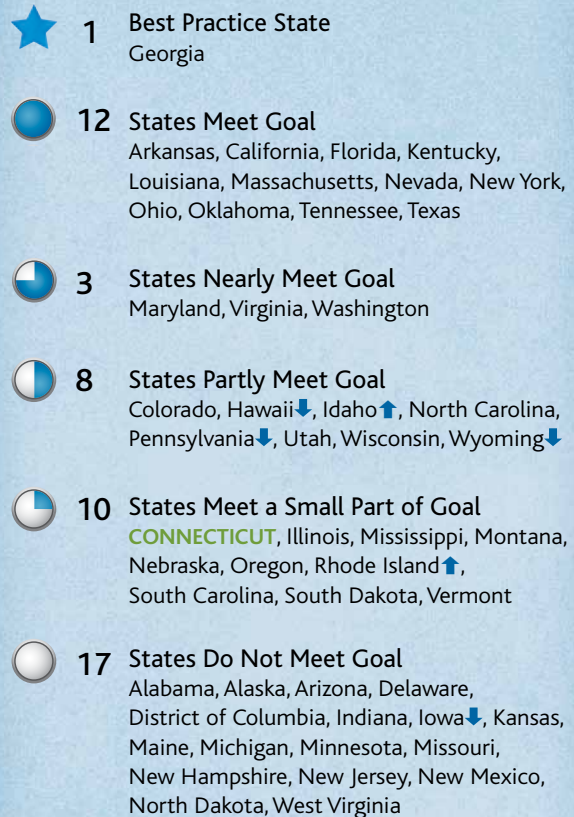 1 Best Practice State
Georgia
12 States Meet Goal
Arkansas, California, Florida, Kentucky,
Louisiana, Massachusetts, Nevada, New York,
Ohio, Oklahoma, Tennessee, Texas
3 States Nearly Meet Goal
Maryland, Virginia, Washington
8 States Partly Meet Goal
Colorado, Hawaii⬇, Idaho⬆, North Carolina,
Pennsylvania⬇, Utah, Wisconsin, Wyoming⬇
10 States Meet a Small Part of Goal
CONNECTICUT, Illinois, Mississippi, Montana,
Nebraska, Oregon, Rhode Island⬆,
South Carolina, South Dakota, Vermont
17 States Do Not Meet Goal
Alabama, Alaska, Arizona, Delaware,
District of Columbia, Indiana, Iowa⬇, Kansas,
Maine, Michigan, Minnesota, Missouri,
New Hampshire, New Jersey, New Mexico,
North Dakota, West Virginia